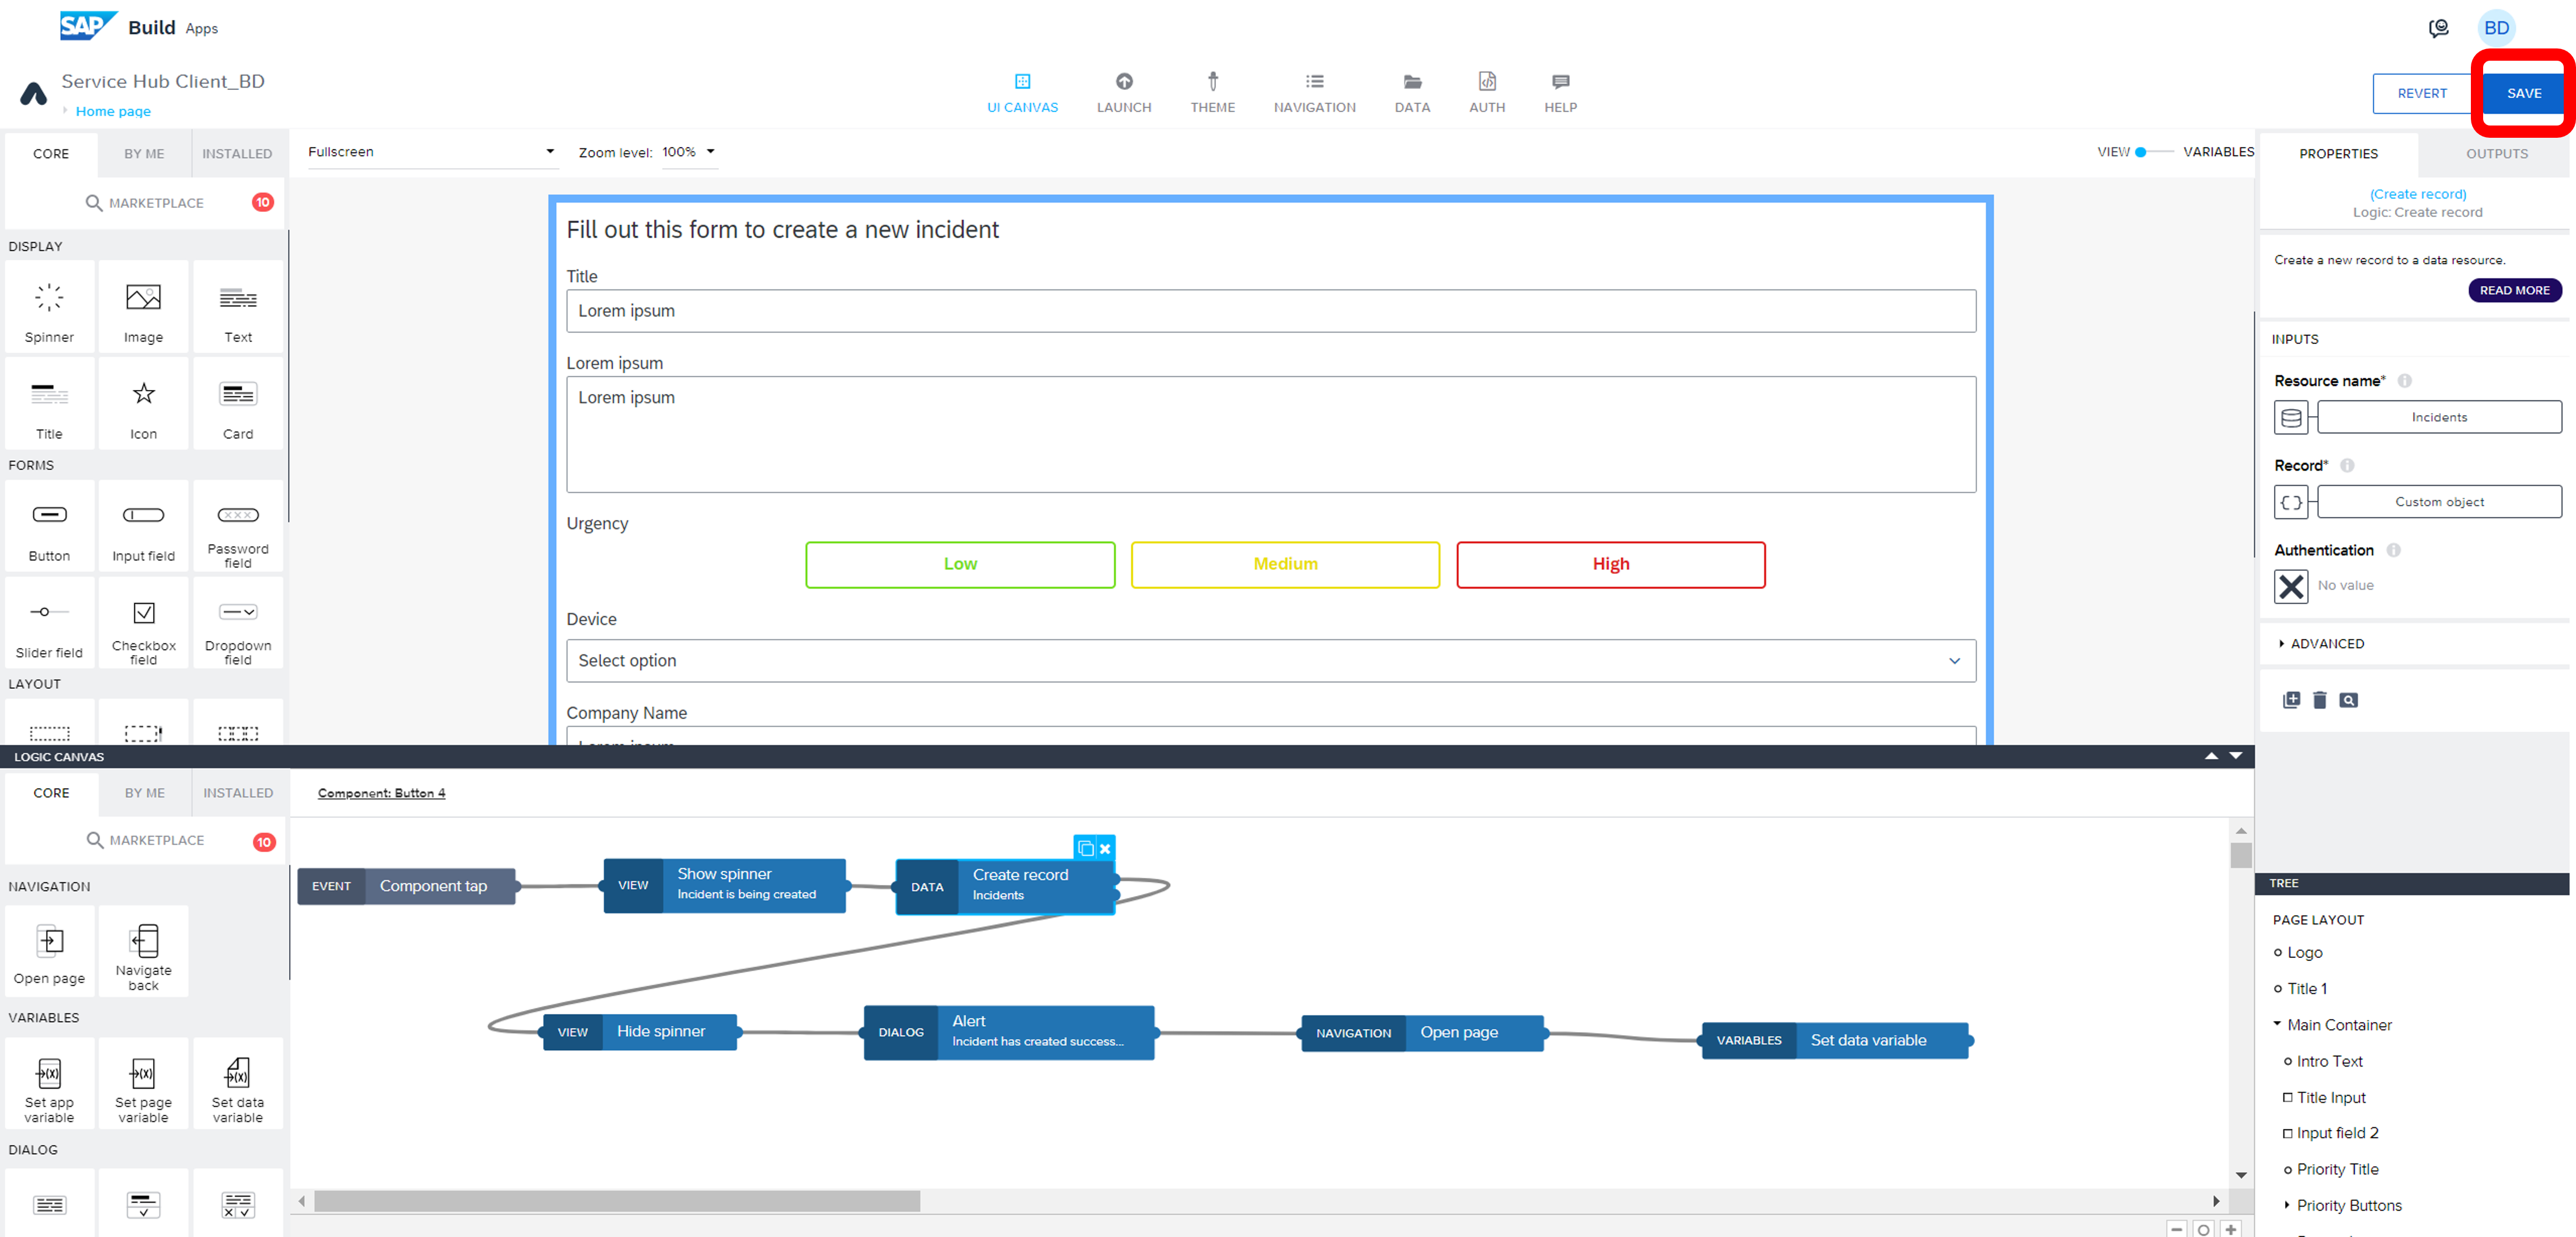 SAP Build Apps
BD
Service Hub Client_BD
Home page
UI CANVAS
LAUNCH
THEME
NAVIGATION
DATA
AUTH
HELP
REVERT
SAVE
CORE
BY ME
INSTALLED
MARKETPLACE
10
DISPLAY
Spinner
Image
Text
Title
Icon
Card
FORMS
Button
Input field
Password
field
Slider field
Checkbox
field
Dropdown
field
LAYOUT
Fullscreen
Zoom level: 100%
VIEW
VARIABLES
Fill out this form to create a new incident
Title
Lorem ipsum
Lorem ipsum
Lorem ipsum
Urgency
Low
Medium
High
Device
Select option
Company Name
PROPERTIES
OUTPUTS
(Create record)
Logic: Create record
Create a new record to a data resource.
READ MORE
INPUTS
Resource name*
Incidents
Record*
Custom object
Authentication
No value
ADVANCED
LOGIC CANVAS
CORE
BY ME
INSTALLED
MARKETPLACE
10
NAVIGATION
Open page
Navigate
back
VARIABLES
Set app
variable
Set page
variable
Set data
variable
DIALOG
Component: Button 4
EVENT
Component tap
VIEW
Show spinner
Incident is being created
DATA
Create record
Incidents
VIEW
Hide spinner
DIALOG
Alert
Incident has created success...
NAVIGATION
Open page
VARIABLES
Set data variable
TREE
PAGE LAYOUT
Logo
Title 1
Main Container
Intro Text
Title Input
Input field 2
Priority Title
Priority Buttons